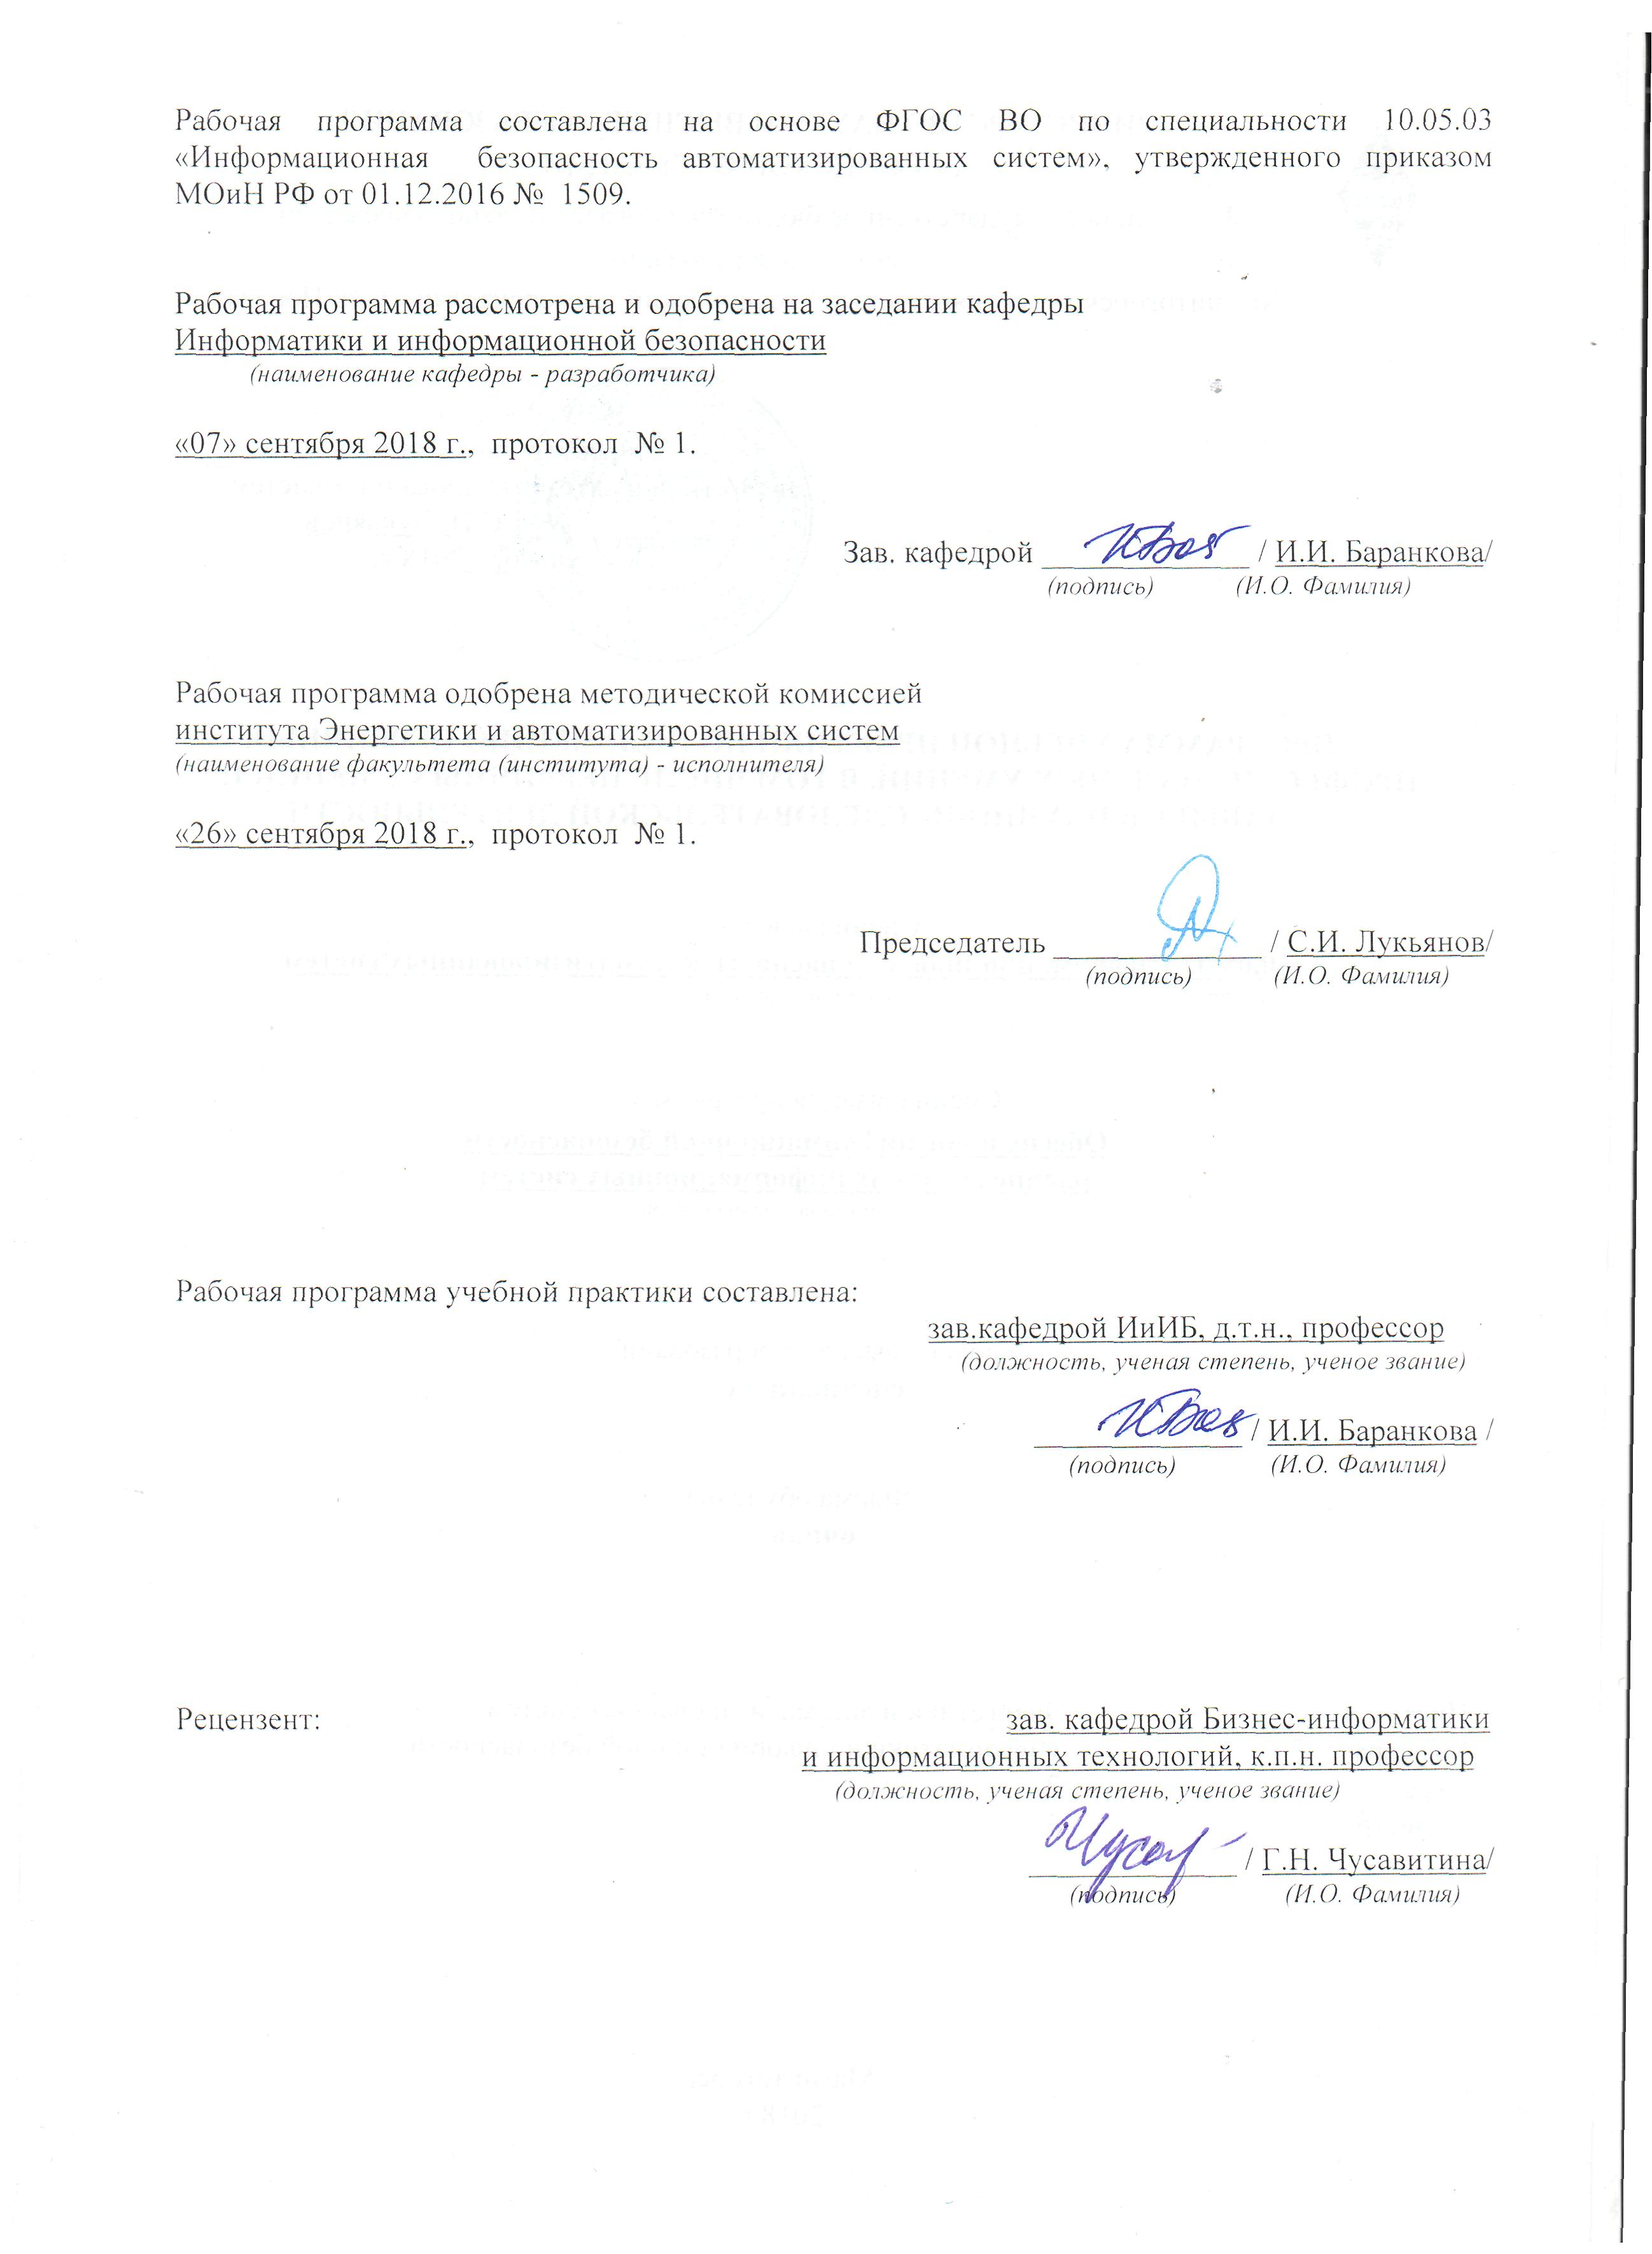 Рабочая программа составлена на основе ФГОС ВО по специальности 10.05.03
«Информационная безопасность автоматизированных систем», утвержденного приказом
МОиН РФ от 01.12.2016 № 1509.
Рабочая программа рассмотрена и одобрена на заседании кафедры
Информатики и информационной безопасности
(наименование кафедры - разработчика)
«07» сентября 2018 г., протокол № 1.
Зав. кафедрой ______________ / И.И. Баранкова/
(подпись) (И.О. Фамилия)
Рабочая программа одобрена методической комиссией
института Энергетики и автоматизированных систем
(наименование факультета (института) - исполнителя)
«26» сентября 2018 г., протокол № 1.
Председатель ______________ / С.И. Лукьянов/
(подпись) (И.О. Фамилия)
Рабочая программа учебной практики составлена:
зав.кафедрой ИиИБ, д.т.н., профессор
(должность, ученая степень, ученое звание)
______________ / И.И. Баранкова /
(подпись) (И.О. Фамилия)
Рецензент: зав. кафедрой Бизнес-информатики
и информационных технологий, к.п.н. профессор
(должность, ученая степень, ученое звание)
______________ / Г.Н. Чусавитина/
(подпись) (И.О. Фамилия)